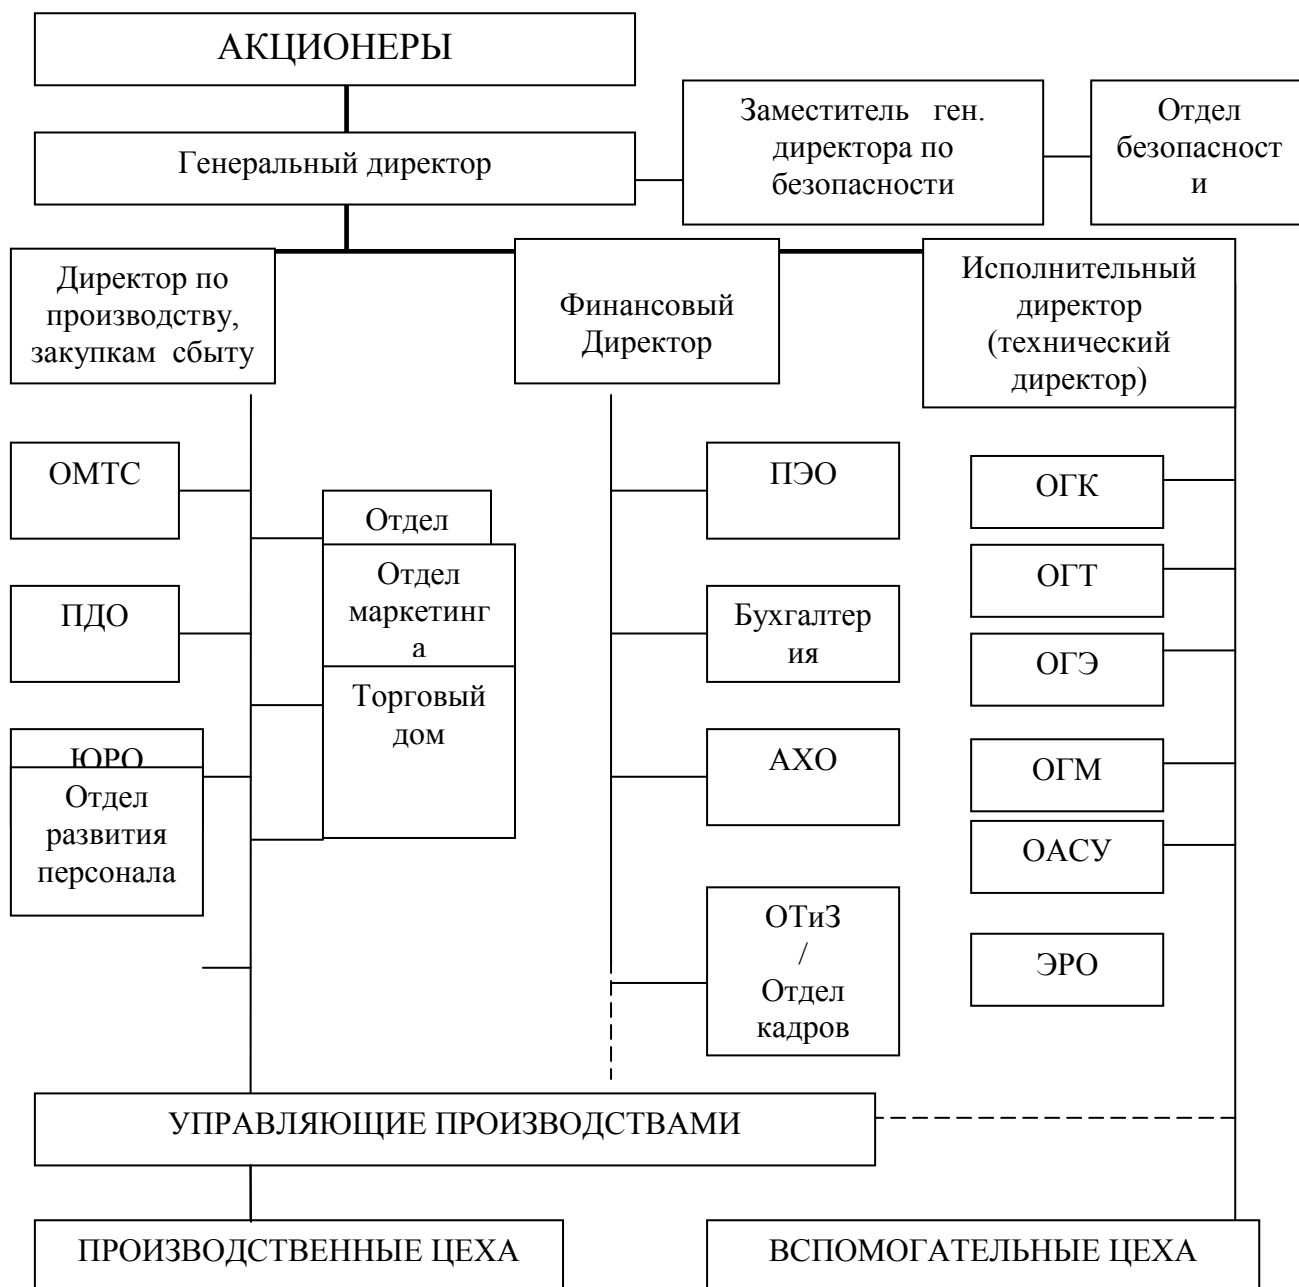 АКЦИОНЕРЫ
Генеральный директор
Заместитель ген.
директора по
безопасности
Отдел
безопасност
и
Директор по
производству,
закупкам сбыту
Финансовый
Директор
Исполнительный
директор
(технический
директор)
ОМТС
ПДО
ЮРО
Отдел
развития
персонала
Отдел
Отдел
маркетинг
а
Торговый
дом
ПЭО
Бухгалтер
ия
АХО
ОТиЗ
/
Отдел
кадров
ОГК
ОГТ
ОГЭ
ОГМ
ОАСУ
ЭРО
УПРАВЛЯЮЩИЕ ПРОИЗВОДСТВАМИ
ПРОИЗВОДСТВЕННЫЕ ЦЕХА
ВСПОМОГАТЕЛЬНЫЕ ЦЕХА